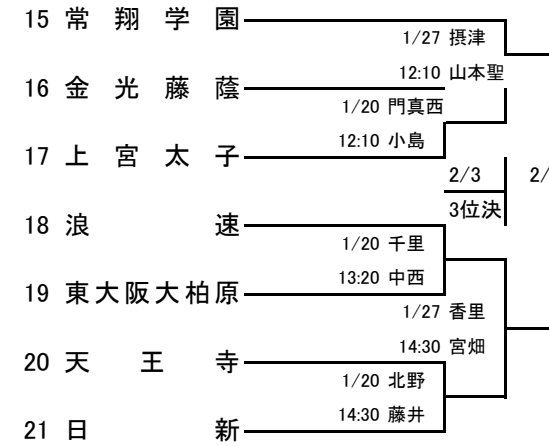 15 常翔学園
1/27 摂津
12:10 山本聖
16 金光藤蔭
1/20 門真西
12:10 小島
17 上宮太子
2/3 2/
3位決
18 浪速
1/20 千里
13:20 中西
19 東大阪大柏原
1/27 香里
14:30 宮畑
20 天王寺
1/20 北野
14:30 藤井
21 日新